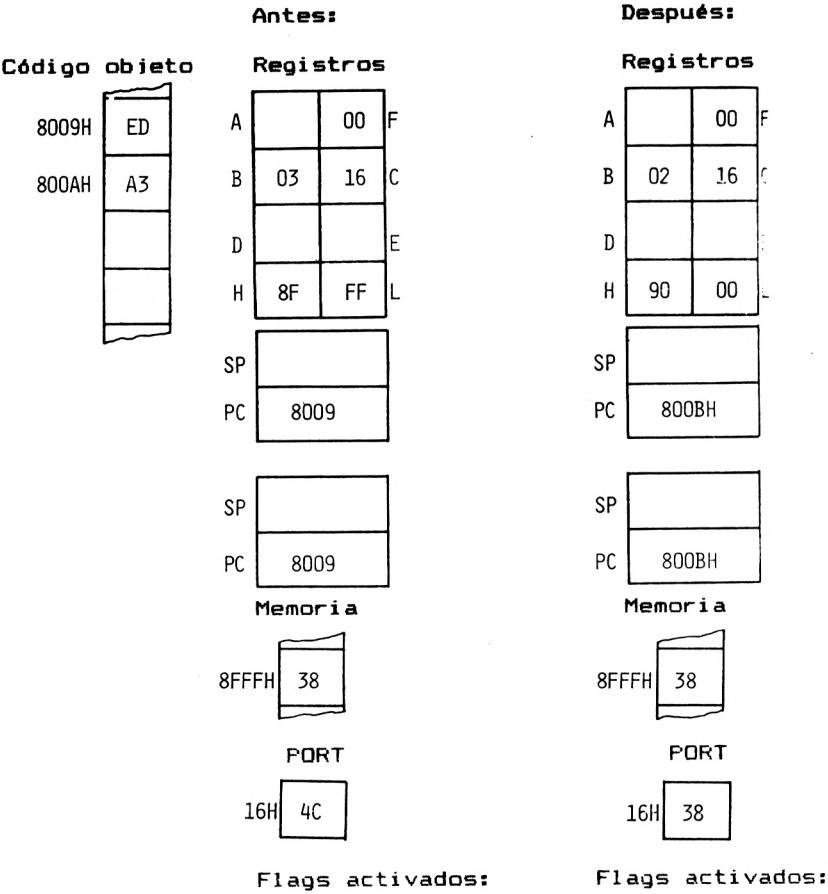 Antes: Después:
Código objeto Registros Registros
8009H ED A 00 F A 00 F
800AH A3 B 03 16 C B 02 16
D E D
H 8F FF L H 90 00
SP SP
PC 8009 PC 800BH
SP SP
PC 8009 PC 800BH
Memoria Memoria
8FFFH 38 8FFFH 38
PORT PORT
16H 4C 16H 38
Flags activados: Flags activados: